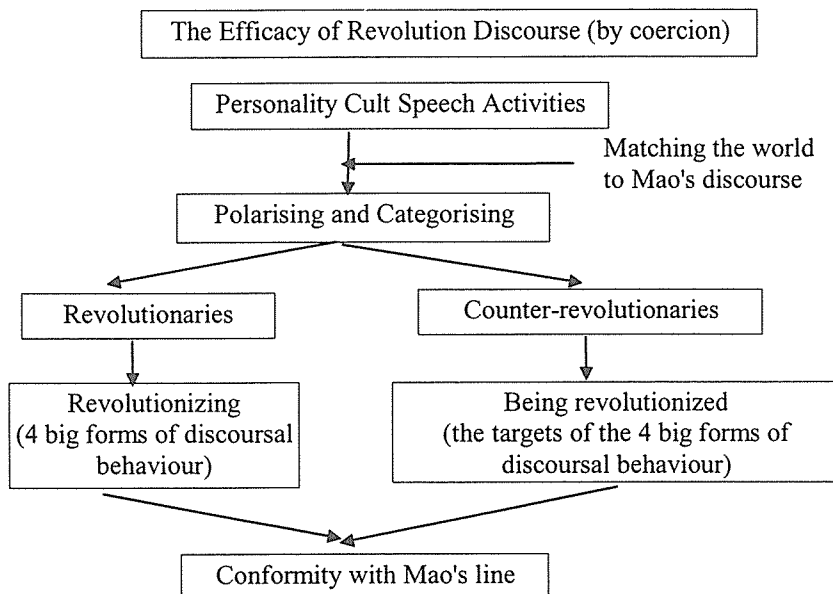 The Efficacy of Revolution Discourse (by coercion)
Personality Cult Speech Activities
Matching the world
to Mao's discourse
Polarising and Categorising
Revolutionaries
Counter-revolutionaries
Revolutionizing
(4 big forms of discoursal
behaviour)
Being revolutionized
(the targets of the 4 big forms of
discoursal behaviour)
Conformity with Mao's line